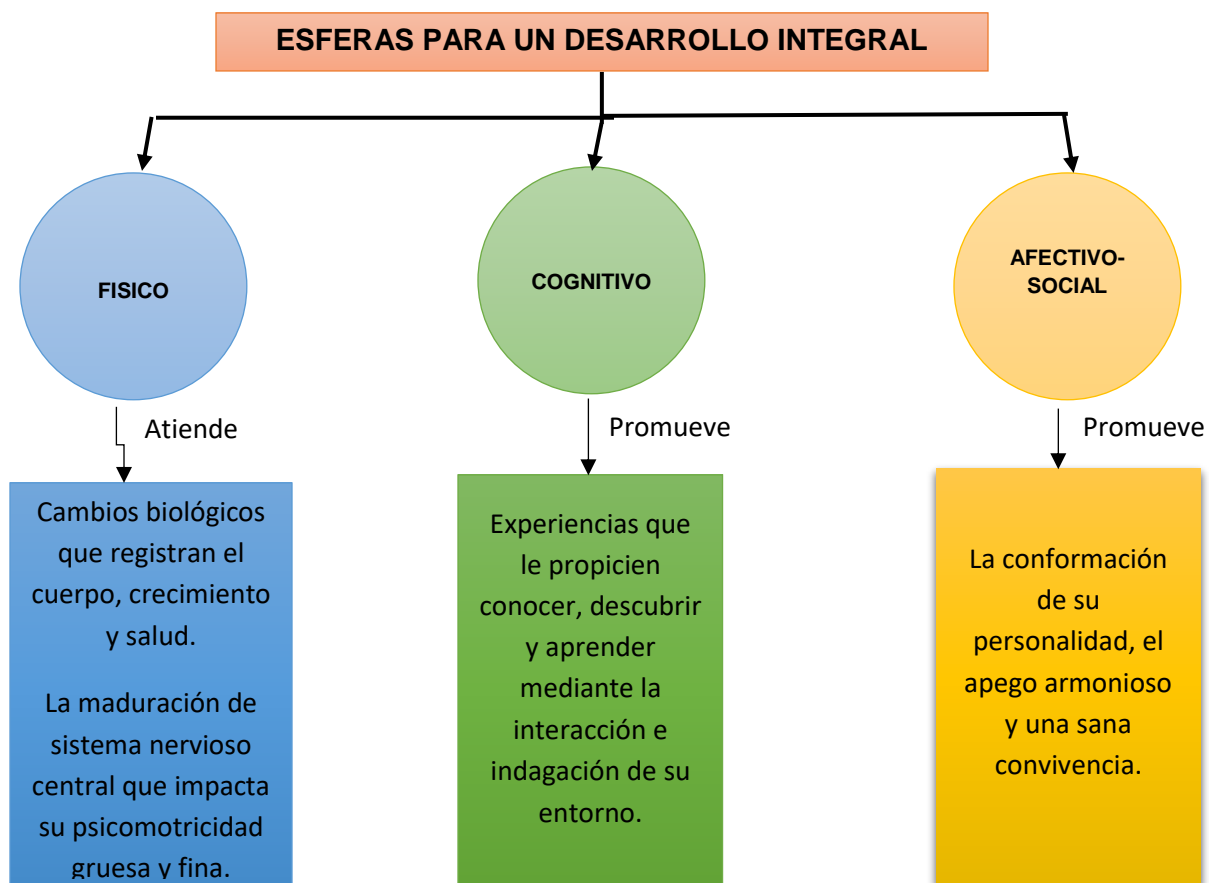 ESFERAS PARA UN DESARROLLO INTEGRAL
FISICO
COGNITIVO
AFECTIVO-
SOCIAL
Atiende
Promueve
Promueve
Cambios biológicos
que registran el
cuerpo, crecimiento
y salud.
La maduración de
sistema nervioso
central que impacta
su psicomotricidad
gruesa y fina.
Experiencias que
le propicien
conocer, descubrir
y aprender
mediante la
interacción e
indagación de su
entorno.
La conformación
de su
personalidad, el
apego armonioso
y una sana
convivencia.